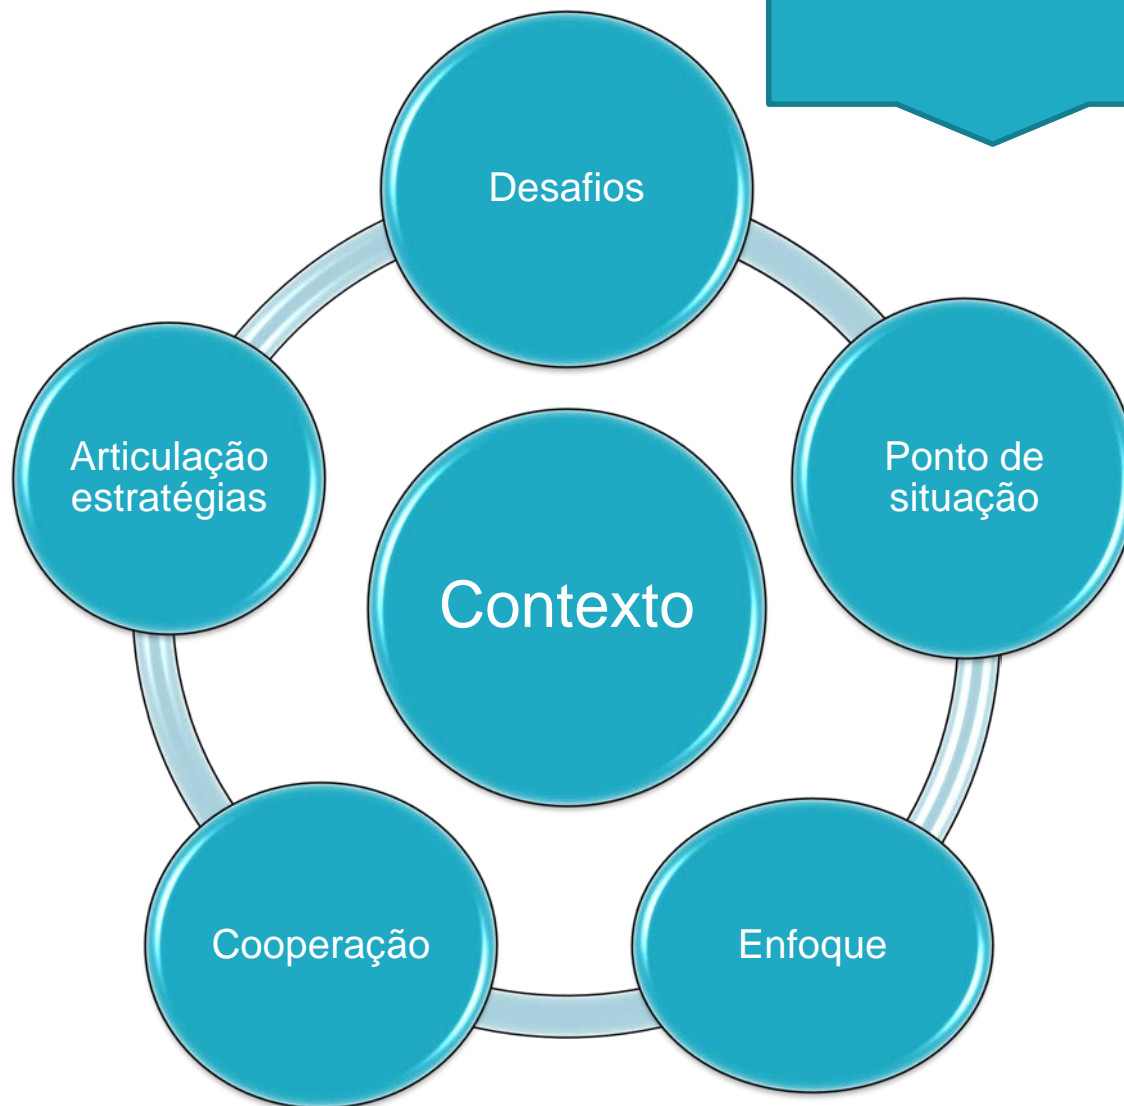 Desafios
Ponto de
situação
Enfoque
Cooperação
Articulação
estratégias
Contexto